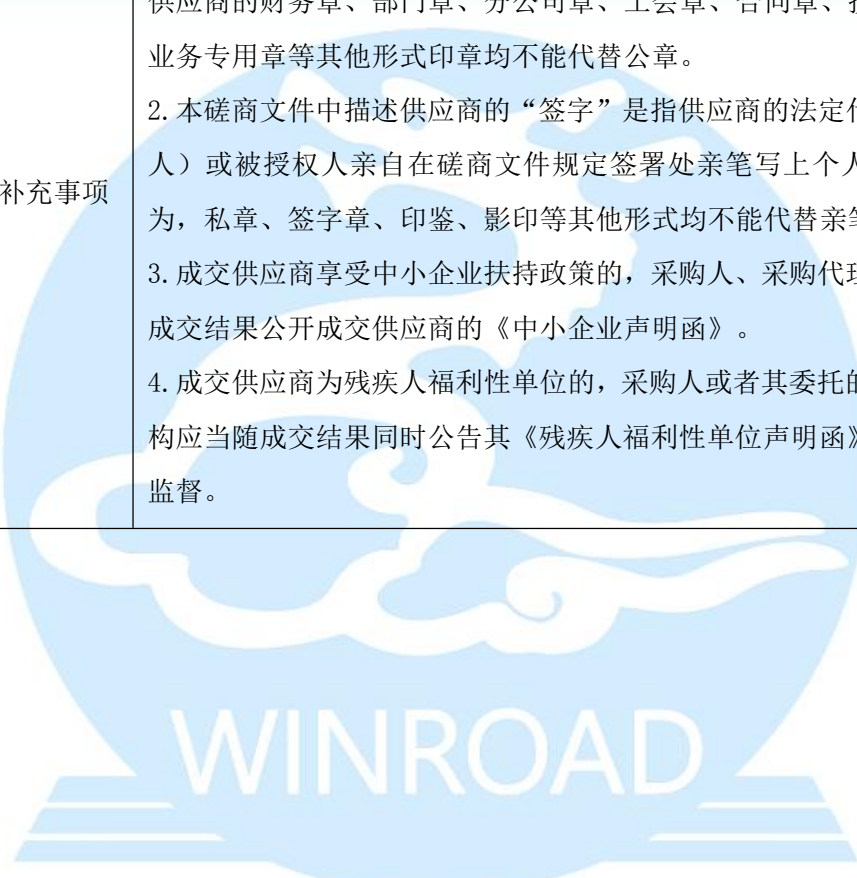 供应商的财务章、部门章、分公司章、工会章、合同章、
业务专用章等其他形式印章均不能代替公章。
2.本磋商文件中描述供应商的“签字”是指供应商的法定
人）或被授权人亲自在磋商文件规定签署处亲笔写上个人
补充事项
为，私章、签字章、印鉴、影印等其他形式均不能代替亲
3.成交供应商享受中小企业扶持政策的，采购人、采购代理
成交结果公开成交供应商的《中小企业声明函》。
4.成交供应商为残疾人福利性单位的，采购人或者其委托的
构应当随成交结果同时公告其《残疾人福利性单位声明函》
监督。
WINROAD